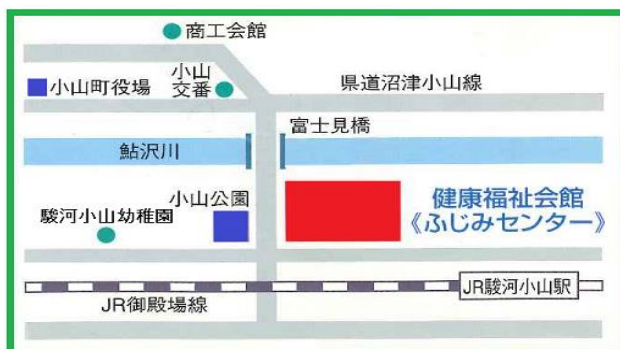 商工会館
小山
交番
小山町役場
県道沼津小山線
富士見橋
鮎沢川
小山公園
駿河小山幼稚園
健康福祉会館
《ふじみセンター》
JR駿河小山駅
JR御殿場線